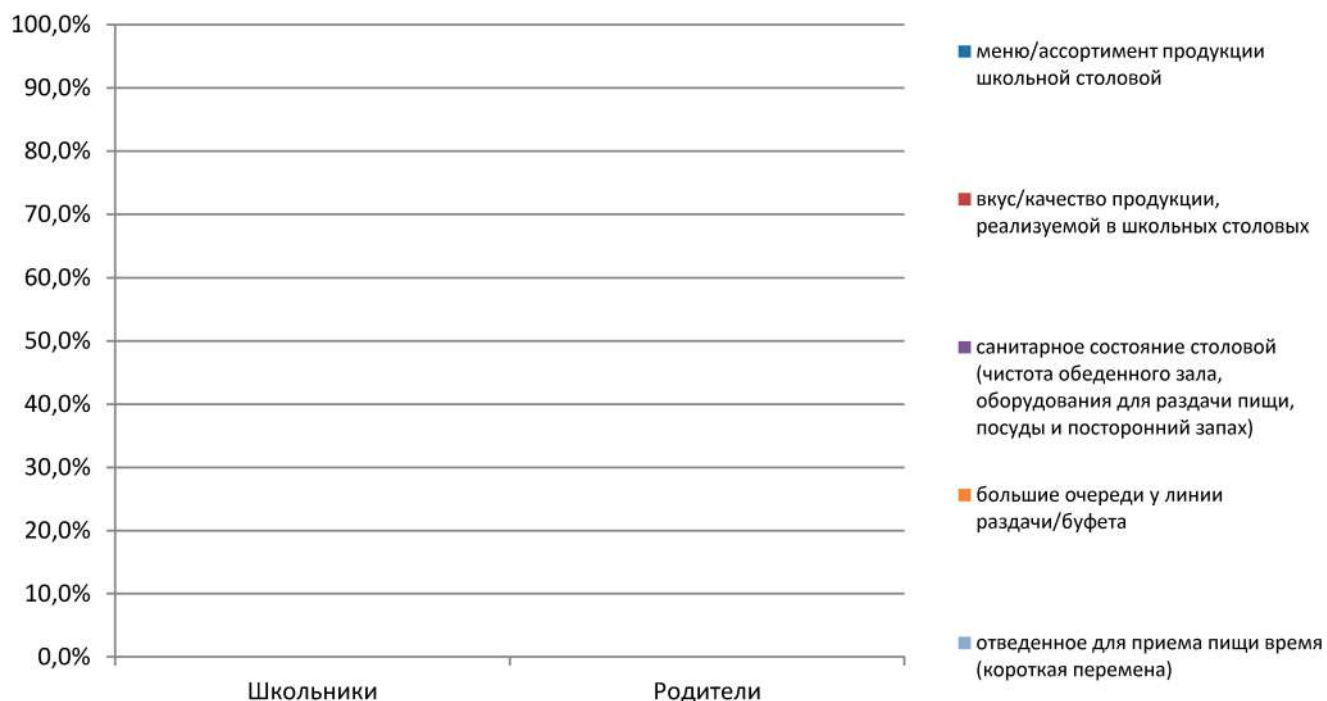 100,0%
90,0%
80,0%
70,0%
60,0%
50,0%
40,0%
30,0%
20,0%
10,0%
0,0%
Школьники
Родители
меню/ассортимент продукции
школьной столовой
вкус/качество продукции,
реализуемой в школьных столовых
санитарное состояние столовой
(чистота обеденного зала,
оборудования для раздачи пищи,
посуды и посторонний запах)
большие очереди у линии
раздачи/буфета
отведенное для приема пищи время
(короткая перемена)